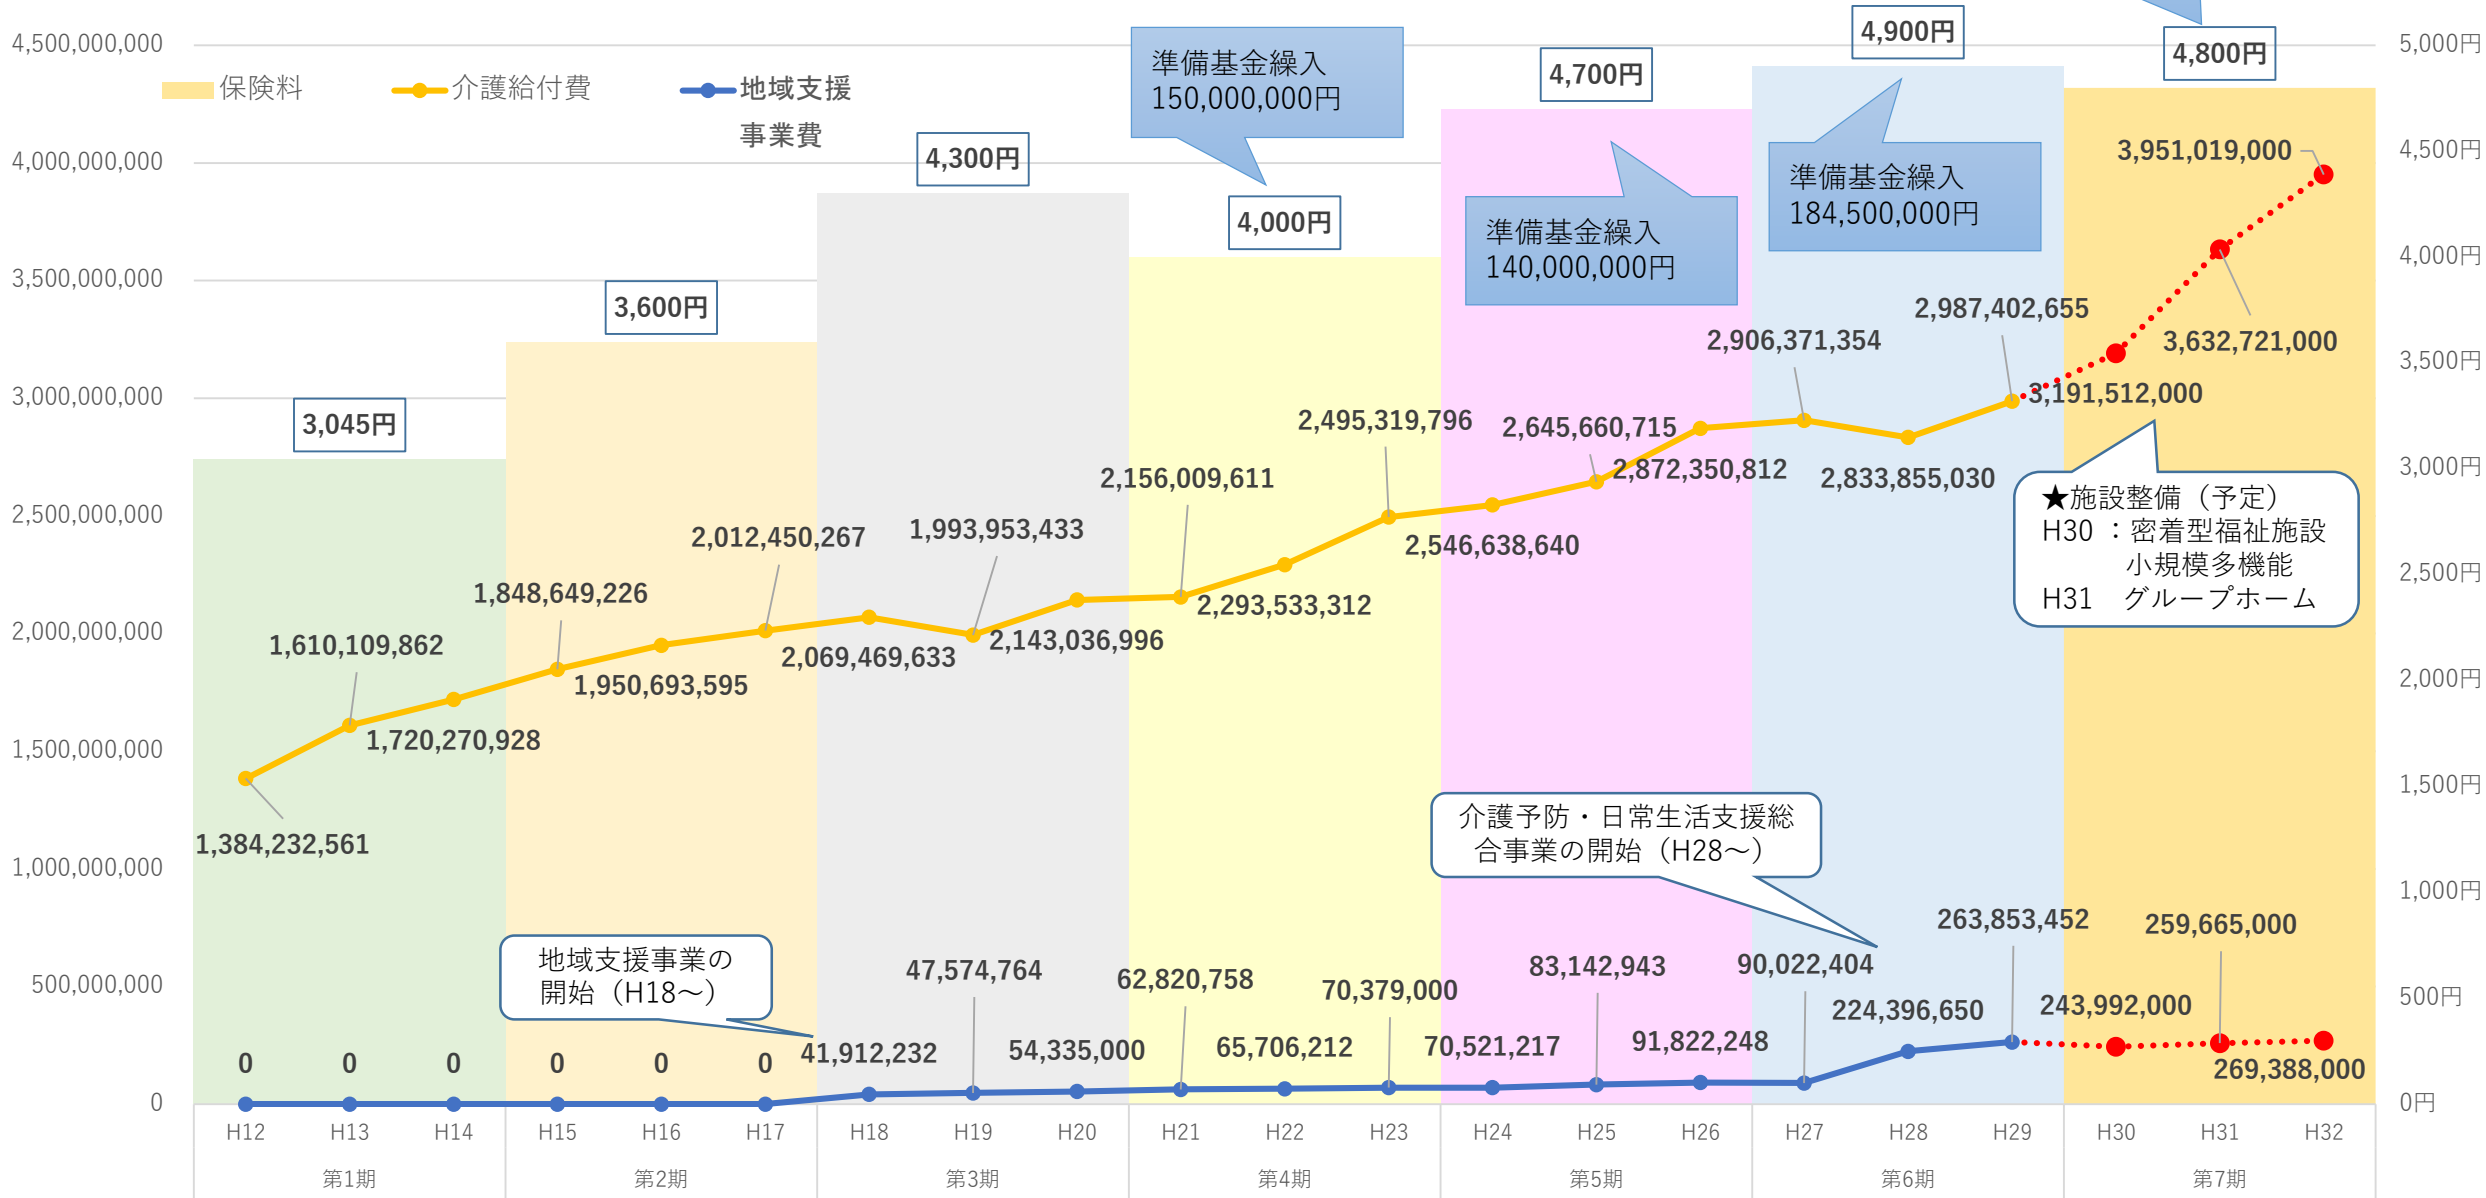 4,500,000,000
4,000,000,000
3,500,000,000
3,000,000,000
2,500,000,000
2,000,000,000
1,500,000,000
1,000,000,000
500,000,000
0
保険料
介護給付費
地域支援
事業費
3,045円
3,600円
4,300円
4,000円
4,700円
4,900円
4,800円
準備基金繰入
150,000,000円
準備基金繰入
140,000,000円
準備基金繰入
184,500,000円
1,384,232,561
1,610,109,862
1,720,270,928
1,848,649,226
1,950,693,595
2,012,450,267
2,069,469,633
1,993,953,433
2,143,036,996
2,156,009,611
2,293,533,312
2,495,319,796
2,546,638,640
2,645,660,715
2,872,350,812
2,906,371,354
2,833,855,030
2,987,402,655
3,191,512,000
3,632,721,000
3,951,019,000
★施設整備（予定）
H30 ：密着型福祉施設
小規模多機能
H31 グループホーム
介護予防・日常生活支援総
合事業の開始（H28～）
地域支援事業の
開始（H18～）
0
0
0
0
0
0
41,912,232
47,574,764
54,335,000
62,820,758
65,706,212
70,379,000
70,521,217
83,142,943
91,822,248
90,022,404
224,396,650
263,853,452
243,992,000
259,665,000
269,388,000
5,000円
4,500円
4,000円
3,500円
3,000円
2,500円
2,000円
1,500円
1,000円
500円
0円
H12 H13 H14 H15 H16 H17 H18 H19 H20 H21 H22 H23 H24 H25 H26 H27 H28 H29 H30 H31 H32
第1期 第2期 第3期 第4期 第5期 第6期 第7期